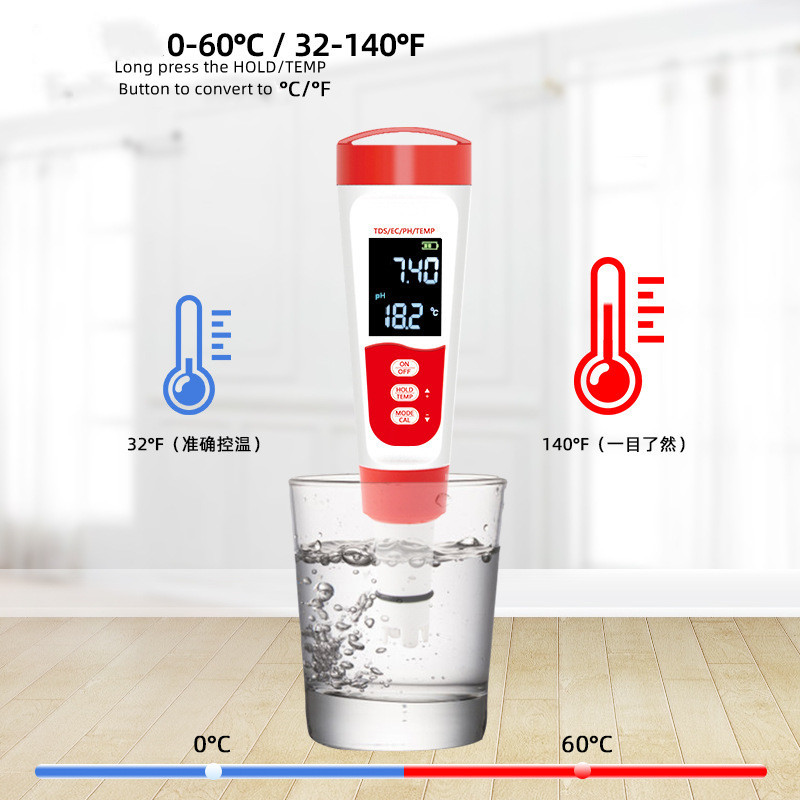 0-60°C / 32-140°F
Long press the HOLD/TEMP
Button to convert to °C/°F
TDS/EC/PH/TEMP
7.40
pH
18.2 °C
ON
OFF
HOLD
TEMP
MODE
CAL
32°F（准确控温）
140°F（一目了然）
0°C
60°C